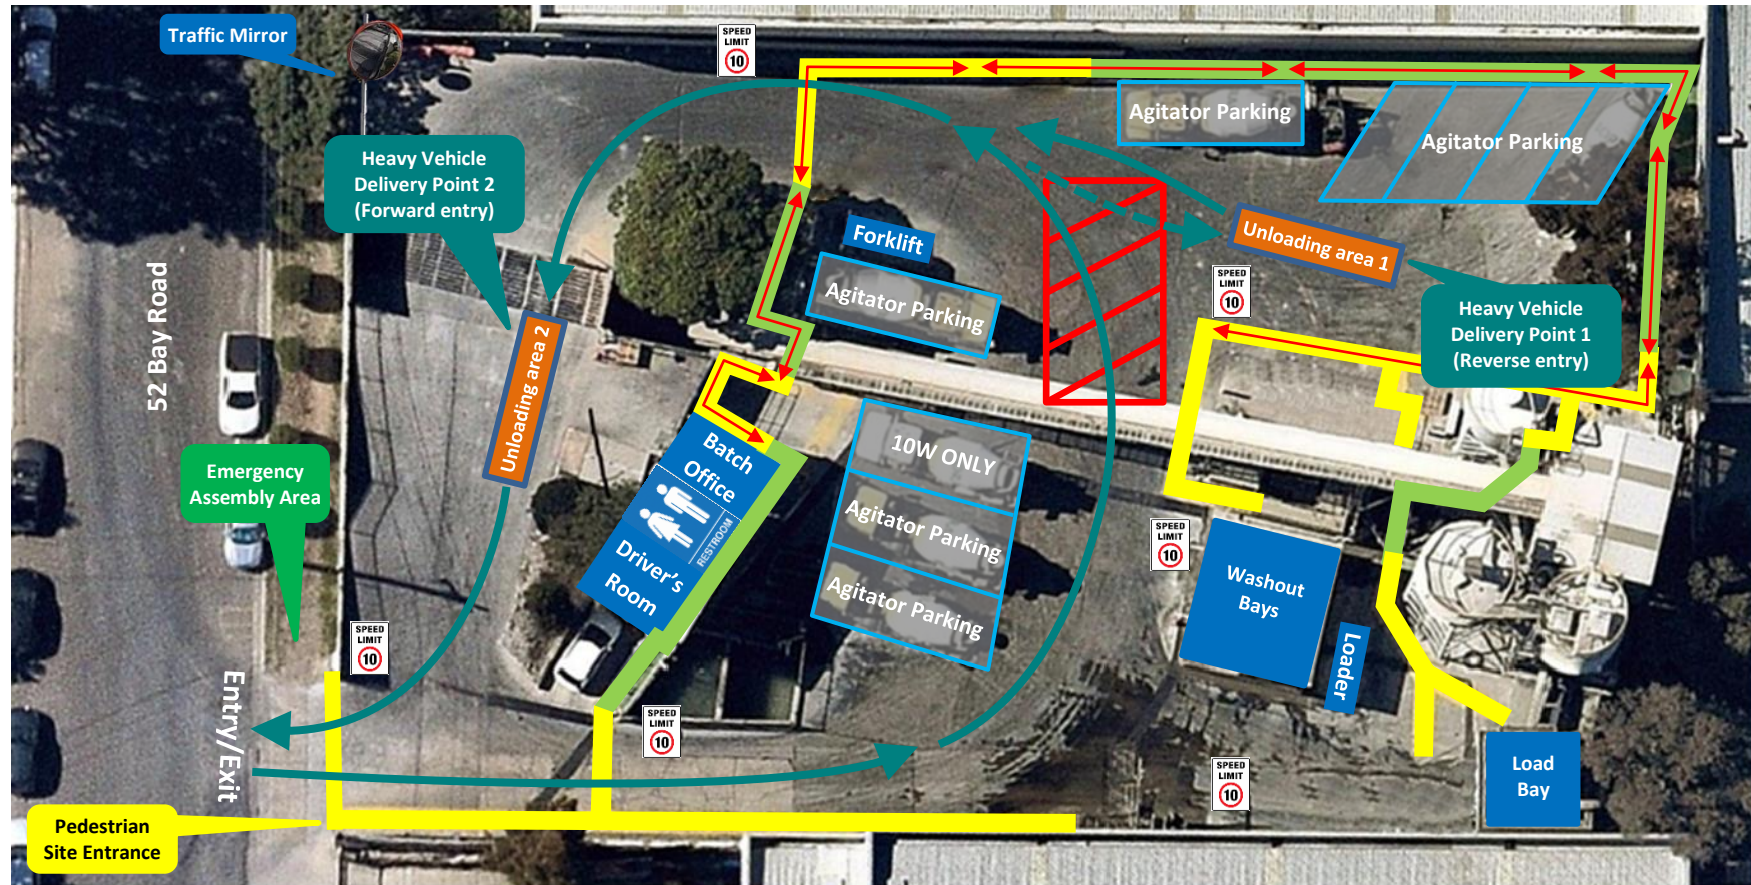 Traffic Mirror
SPEED
LIMIT
10
Agitator Parking
Agitator Parking
Heavy Vehicle
Delivery Point 2
(Forward entry)
Forklift
Agitator Parking
Unloading area 1
SPEED
LIMIT
10
Heavy Vehicle
Delivery Point 1
(Reverse entry)
52 Bay Road
Unloading area 2
Emergency
Assembly Area
Batch
Office
RESTROOM
Driver's
Room
10W ONLY
Agitator Parking
Agitator Parking
SPEED
LIMIT
10
Washout
Bays
Loader
SPEED
LIMIT
10
Entry/Exit
SPEED
LIMIT
10
SPEED
LIMIT
10
Load
Bay
Pedestrian
Site Entrance